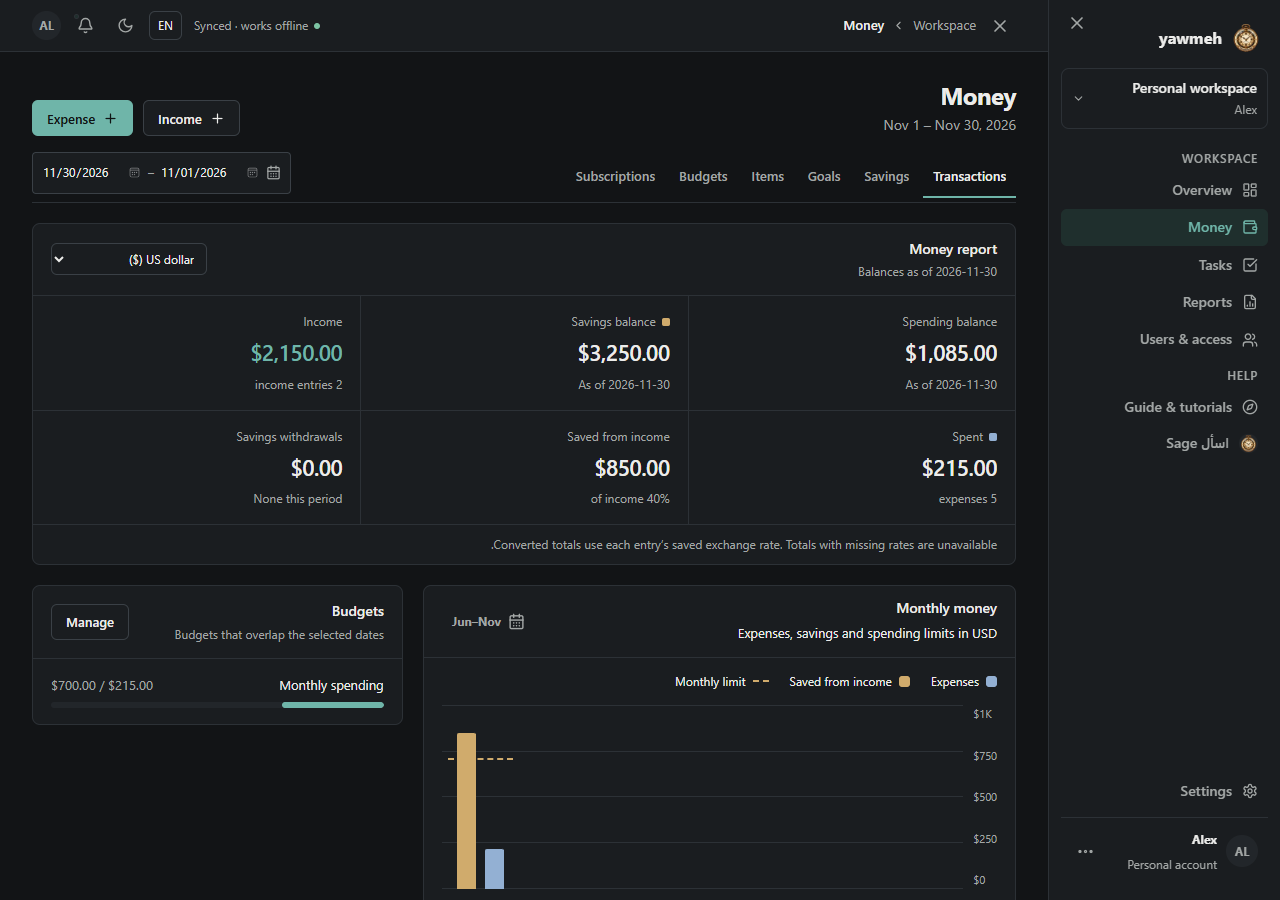 AL
EN
Synced · works offline
Money
Workspace
yawmeh
Personal workspace
Alex
WORKSPACE
Overview
Money
Tasks
Reports
Users & access
HELP
Guide & tutorials
اسأل Sage
Settings
Alex
Personal account
AL
Money
Nov 1 – Nov 30, 2026
Expense +
Income +
11/30/2026 – 11/01/2026
Transactions
Savings
Goals
Items
Budgets
Subscriptions
Money report
Balances as of 2026-11-30
($) US dollar
Spending balance
$1,085.00
As of 2026-11-30
Savings balance
$3,250.00
As of 2026-11-30
Income
$2,150.00
income entries 2
Spent
$215.00
expenses 5
Saved from income
$850.00
of income 40%
Savings withdrawals
$0.00
None this period
.Converted totals use each entry's saved exchange rate. Totals with missing rates are unavailable
Monthly money
Expenses, savings and spending limits in USD
Jun–Nov
Expenses
Saved from income
Monthly limit
$1K
$750
$500
$250
$0
Budgets
Budgets that overlap the selected dates
Manage
Monthly spending
$700.00 / $215.00